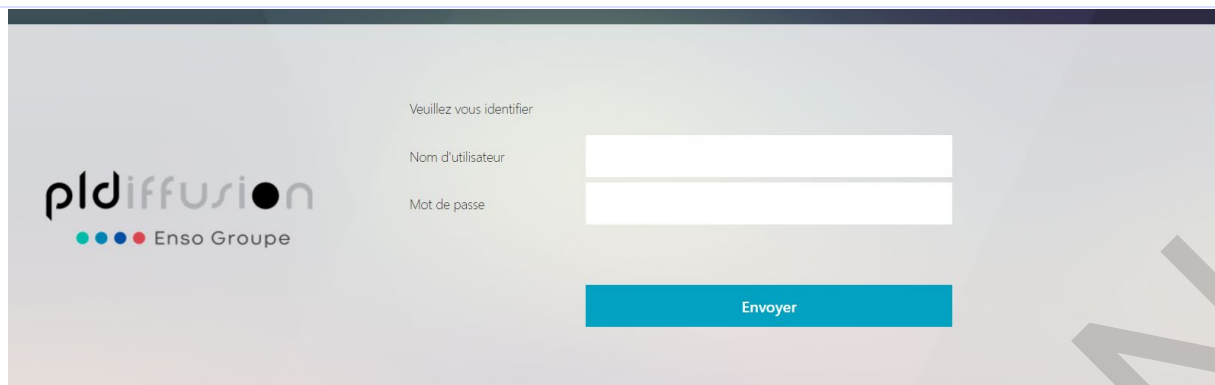 Veuillez vous identifier
Nom d'utilisateur
Mot de passe
pldiffusion
Enso Groupe
Envoyer